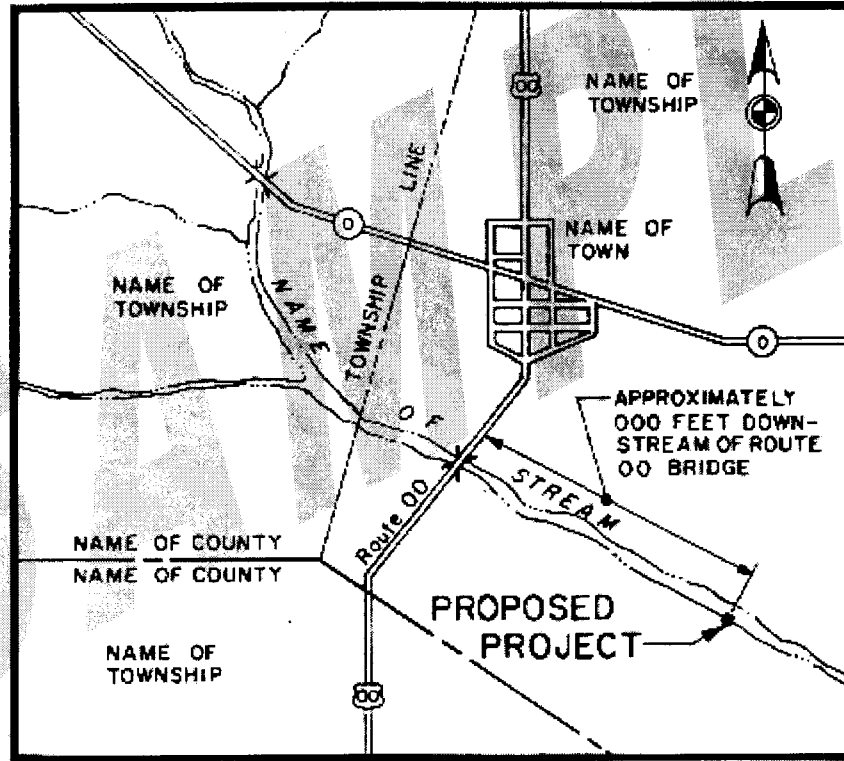 SAMPLE
00
NAME OF
TOWNSHIP
0
NAME OF
TOWN
NAME OF
TOWNSHIP
TOWNSHIP LINE
NAME OF STREAM
0
APPROXIMATELY
000 FEET DOWN-
STREAM OF ROUTE
00 BRIDGE
Route 00
NAME OF COUNTY
NAME OF COUNTY
PROPOSED
PROJECT
NAME OF
TOWNSHIP
00